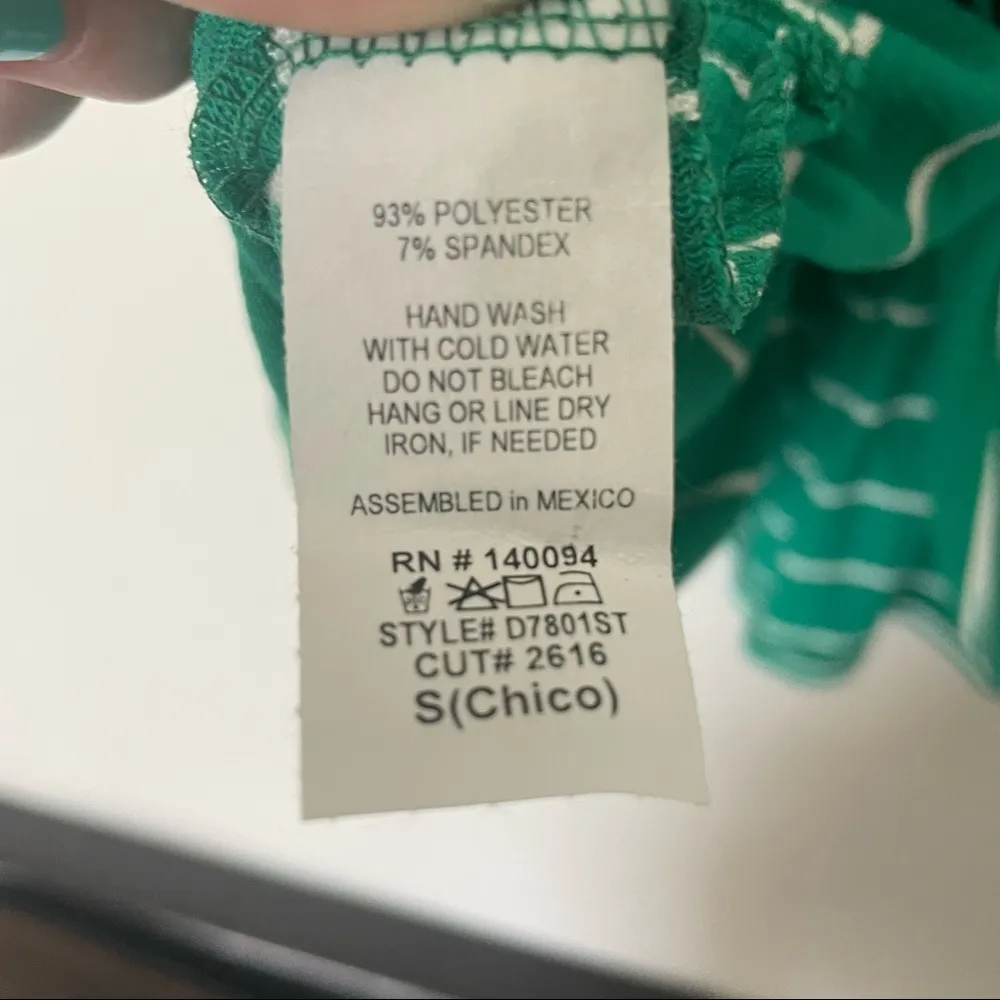 93% POLYESTER
7% SPANDEX
HAND WASH
WITH COLD WATER
DO NOT BLEACH
HANG OR LINE DRY
IRON, IF NEEDED
ASSEMBLED in MEXICO
RN # 140094
STYLE# D7801ST
CUT# 2616
S(Chico)